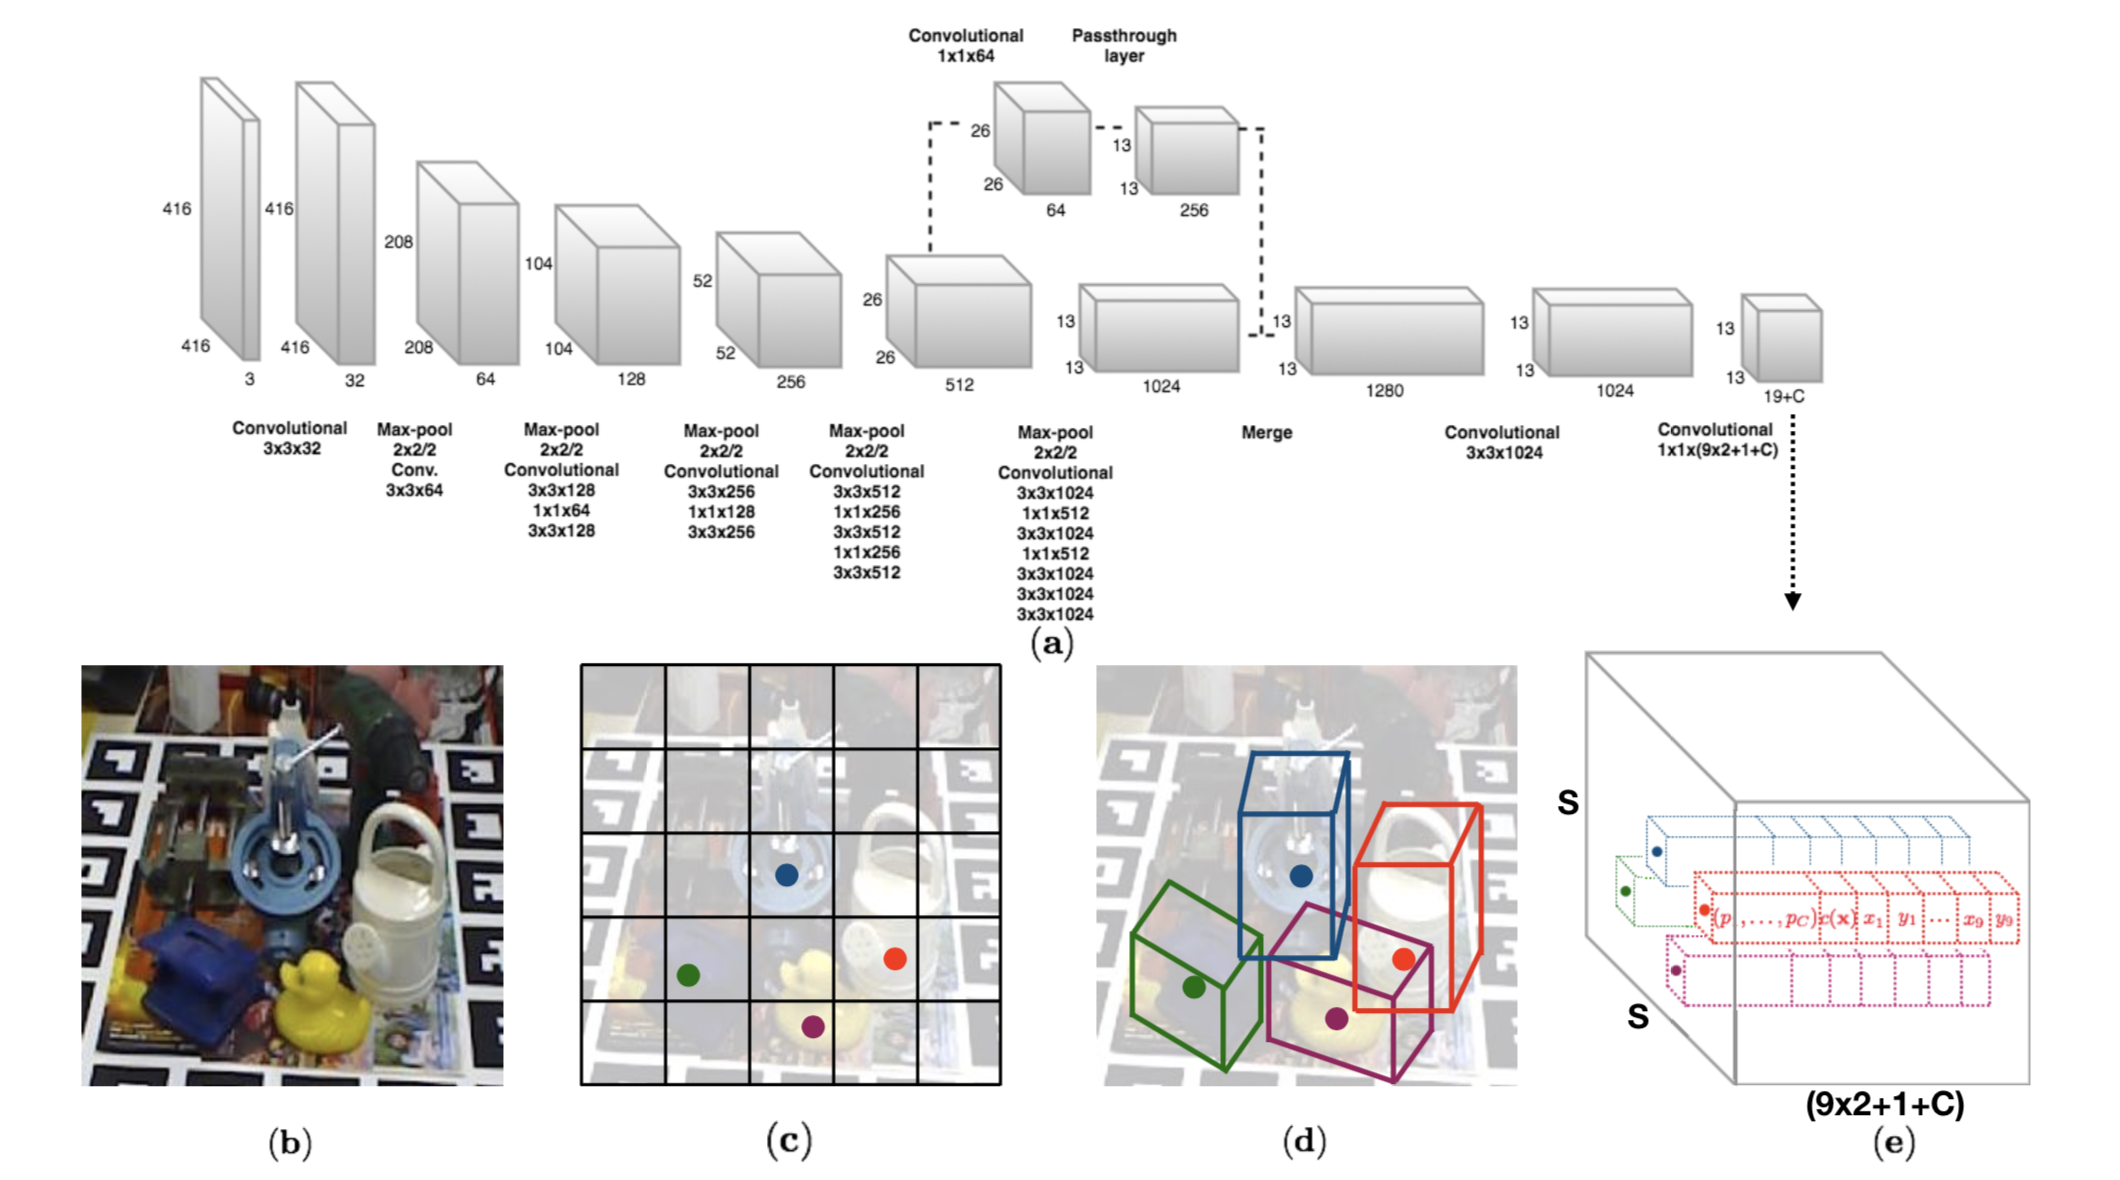 Convolutional
1x1x64
Passthrough
layer
26
26
64
13
13
256
416
416
3
416
416
32
208
208
64
104
104
128
52
52
256
26
26
512
13
13
1024
13
13
1280
13
13
1024
13
13
19+C
Convolutional
3x3x32
Max-pool
2x2/2
Conv.
3x3x64
Max-pool
2x2/2
Convolutional
3x3x128
1x1x64
3x3x128
Max-pool
2x2/2
Convolutional
3x3x256
1x1x128
3x3x256
Max-pool
2x2/2
Convolutional
3x3x512
1x1x256
3x3x512
1x1x256
3x3x512
Max-pool
2x2/2
Convolutional
3x3x1024
1x1x512
3x3x1024
1x1x512
3x3x1024
3x3x1024
3x3x1024
Merge
Convolutional
3x3x1024
Convolutional
1x1x(9x2+1+C)
(a)
(b)
(c)
(d)
S
S
(p , . . . , p_C) c(x) x₁ y₁ ... x₉ y₉
(9x2+1+C)
(e)